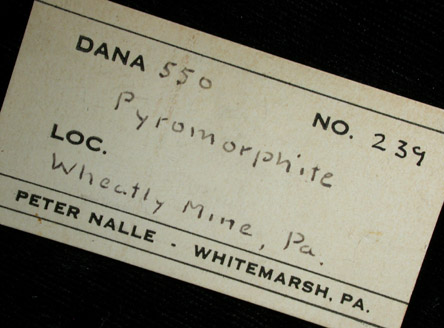 DANA 550
NO. 239
Pyromorphite
LOC.
Wheatly Mine, Pa.
PETER NALLE - WHITEMARSH, PA.